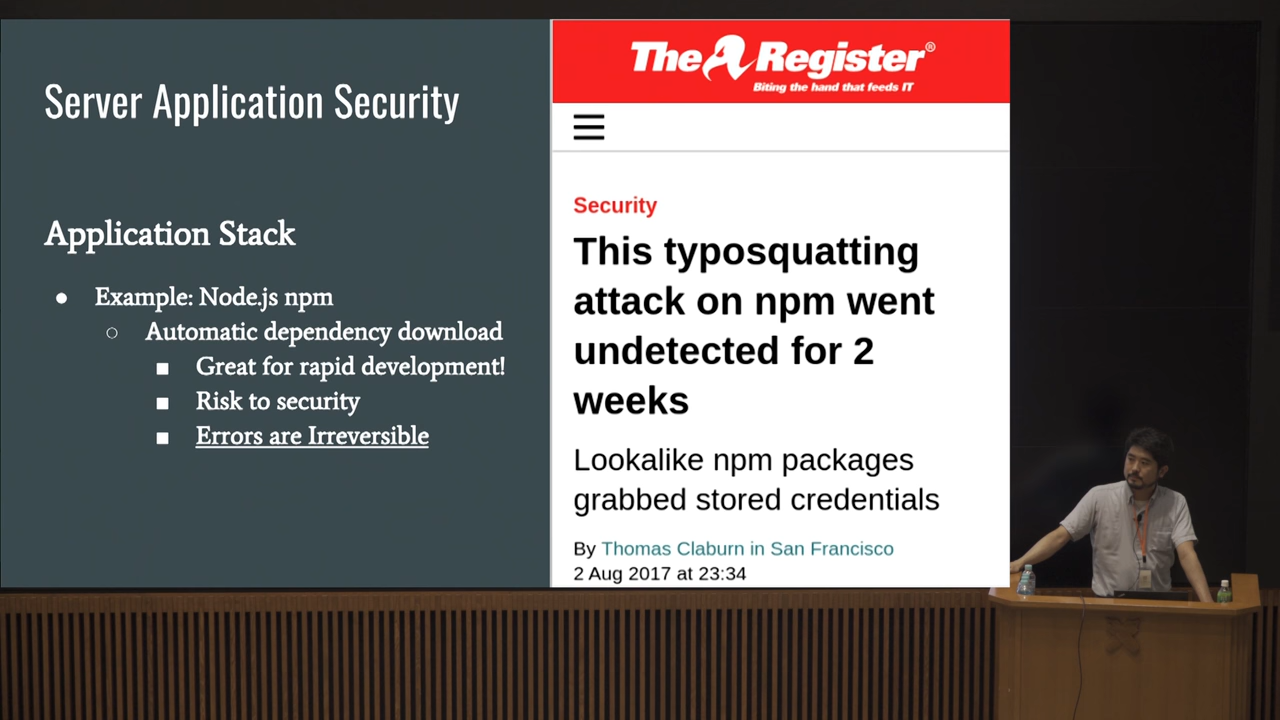 Server Application Security
Application Stack
● Example: Node.js npm
○ Automatic dependency download
■ Great for rapid development!
■ Risk to security
■ Errors are Irreversible
The Register®
Biting the hand that feeds IT
Security
This typosquatting
attack on npm went
undetected for 2
weeks
Lookalike npm packages
grabbed stored credentials
By Thomas Claburn in San Francisco
2 Aug 2017 at 23:34